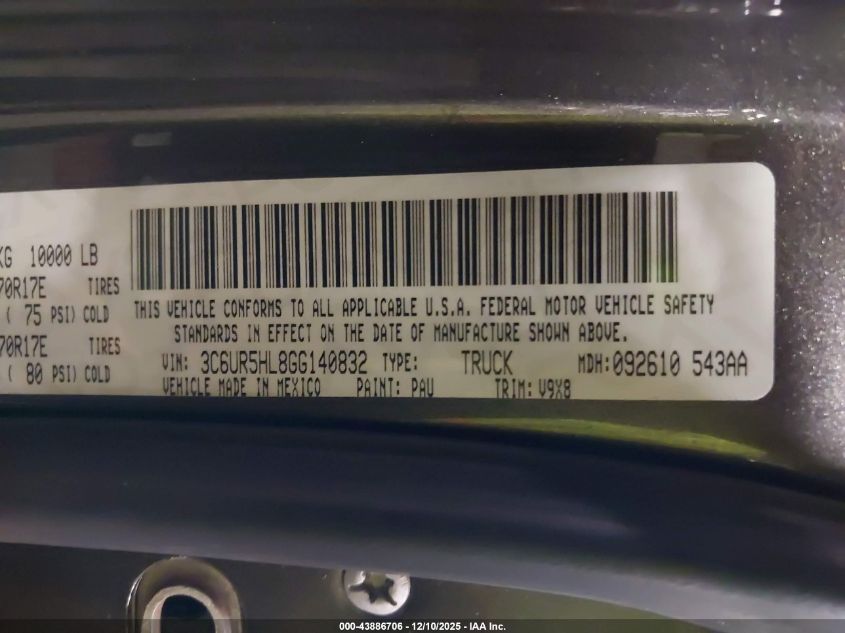 KG 10000 LB
70R17E TIRES
( 75 PSI) COLD
70R17E TIRES
( 80 PSI) COLD
THIS VEHICLE CONFORMS TO ALL APPLICABLE U.S.A. FEDERAL MOTOR VEHICLE SAFETY
STANDARDS IN EFFECT ON THE DATE OF MANUFACTURE SHOWN ABOVE.
VIN: 3C6UR5HL8GG140832 TYPE: TRUCK MDH:092610 543AA
VEHICLE MADE IN MEXICO PAINT: PAU TRIM: V9X8
000-43886706 - 12/10/2025 - IAA Inc.